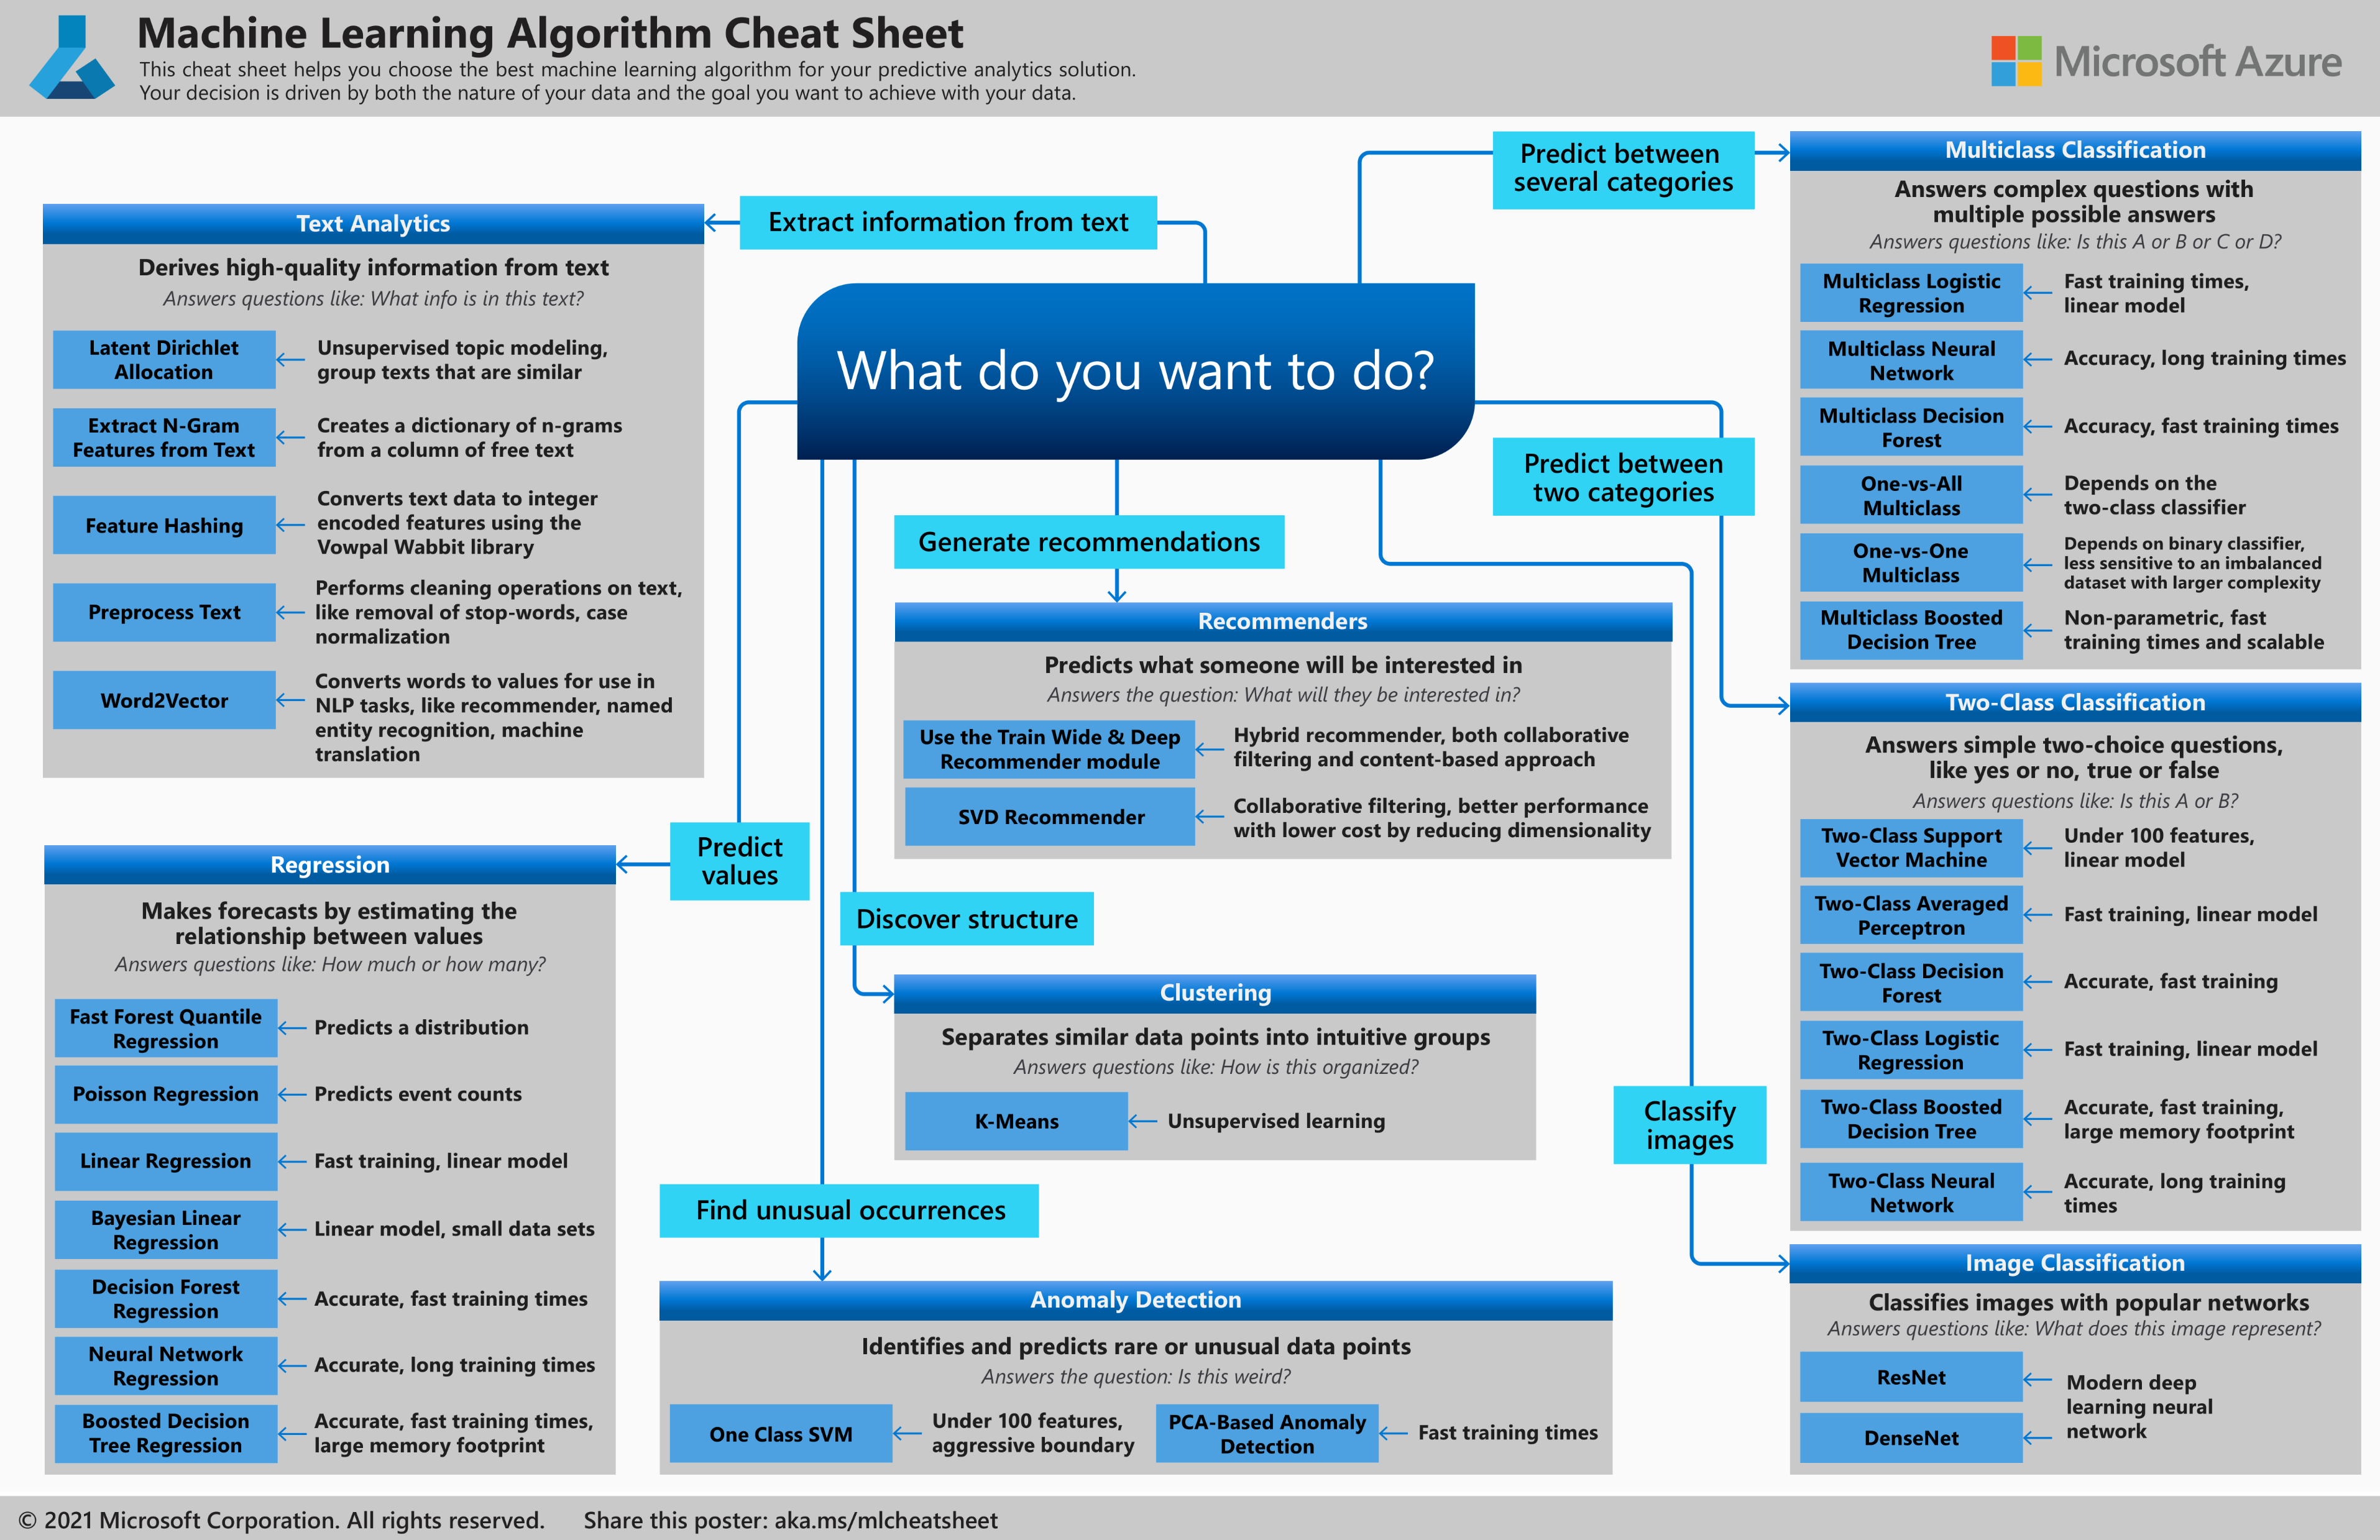 Machine Learning Algorithm Cheat Sheet
This cheat sheet helps you choose the best machine learning algorithm for your predictive analytics solution.
Your decision is driven by both the nature of your data and the goal you want to achieve with your data.
Microsoft Azure
What do you want to do?
Extract information from text
Text Analytics
Derives high-quality information from text
Answers questions like: What info is in this text?
Latent Dirichlet
Allocation
Unsupervised topic modeling,
group texts that are similar
Extract N-Gram
Features from Text
Creates a dictionary of n-grams
from a column of free text
Feature Hashing
Converts text data to integer
encoded features using the
Vowpal Wabbit library
Preprocess Text
Performs cleaning operations on text,
like removal of stop-words, case
normalization
Word2Vector
Converts words to values for use in
NLP tasks, like recommender, named
entity recognition, machine
translation
Predict
values
Regression
Makes forecasts by estimating the
relationship between values
Answers questions like: How much or how many?
Fast Forest Quantile
Regression
Predicts a distribution
Poisson Regression
Predicts event counts
Linear Regression
Fast training, linear model
Bayesian Linear
Regression
Linear model, small data sets
Decision Forest
Regression
Accurate, fast training times
Neural Network
Regression
Accurate, long training times
Boosted Decision
Tree Regression
Accurate, fast training times,
large memory footprint
Generate recommendations
Recommenders
Predicts what someone will be interested in
Answers the question: What will they be interested in?
Use the Train Wide & Deep
Recommender module
Hybrid recommender, both collaborative
filtering and content-based approach
SVD Recommender
Collaborative filtering, better performance
with lower cost by reducing dimensionality
Discover structure
Clustering
Separates similar data points into intuitive groups
Answers questions like: How is this organized?
K-Means
Unsupervised learning
Find unusual occurrences
Anomaly Detection
Identifies and predicts rare or unusual data points
Answers the question: Is this weird?
One Class SVM
Under 100 features,
aggressive boundary
PCA-Based Anomaly
Detection
Fast training times
Predict between
several categories
Multiclass Classification
Answers complex questions with
multiple possible answers
Answers questions like: Is this A or B or C or D?
Multiclass Logistic
Regression
Fast training times,
linear model
Multiclass Neural
Network
Accuracy, long training times
Multiclass Decision
Forest
Accuracy, fast training times
One-vs-All
Multiclass
Depends on the
two-class classifier
One-vs-One
Multiclass
Depends on binary classifier,
less sensitive to an imbalanced
dataset with larger complexity
Multiclass Boosted
Decision Tree
Non-parametric, fast
training times and scalable
Predict between
two categories
Two-Class Classification
Answers simple two-choice questions,
like yes or no, true or false
Answers questions like: Is this A or B?
Two-Class Support
Vector Machine
Under 100 features,
linear model
Two-Class Averaged
Perceptron
Fast training, linear model
Two-Class Decision
Forest
Accurate, fast training
Two-Class Logistic
Regression
Fast training, linear model
Two-Class Boosted
Decision Tree
Accurate, fast training,
large memory footprint
Two-Class Neural
Network
Accurate, long training
times
Classify
images
Image Classification
Classifies images with popular networks
Answers questions like: What does this image represent?
ResNet
DenseNet
Modern deep
learning neural
network
© 2021 Microsoft Corporation. All rights reserved.
Share this poster: aka.ms/mlcheatsheet